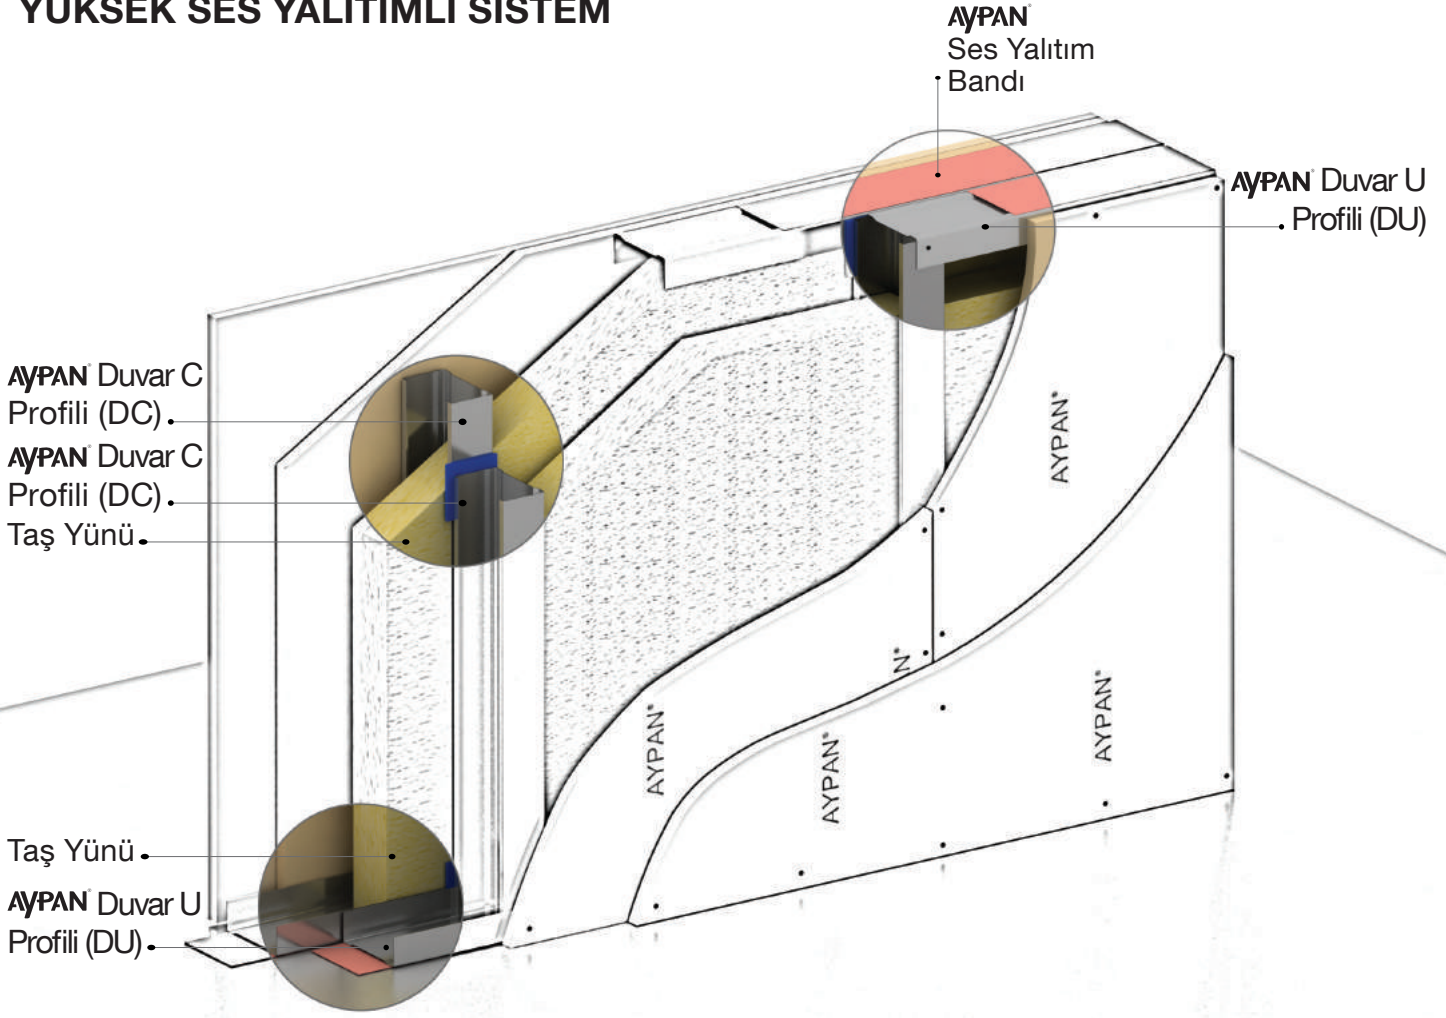 YÜKSEK SES YALITIMLI SİSTEM
AYPAN®
Ses Yalıtım
Bandı
AYPAN® Duvar U
Profili (DU)
AYPAN® Duvar C
Profili (DC)
AYPAN® Duvar C
Profili (DC)
Taş Yünü
AYPAN®
N®
AYPAN®
AYPAN®
AYPAN®
Taş Yünü
AYPAN® Duvar U
Profili (DU)